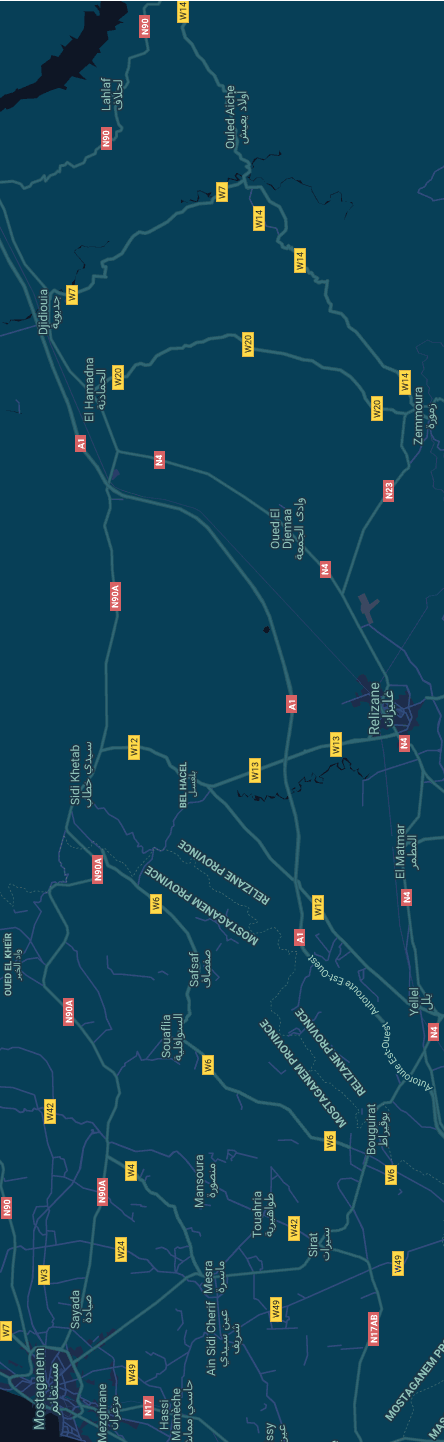 W14
N90
Lahlaf
لحلاف
N90
Ouled Aiche
أولاد يعيش
W7
W14
W14
W7
Djidiouia
جديوية
W20
W20
El Hamadna
الحمادنة
W14
W20
Zemmoura
زمورة
A1
N4
N23
Oued El
Djemaa
وادي الجمعة
N4
N90A
A1
Relizane
غليزان
W12
W13
N4
Sidi Khetab
سيدي خطاب
BEL HACEL
بلعسل
W13
N90A
El Matmar
المطمر
N4
W6
MOSTAGANEM PROVINCE
RELIZANE PROVINCE
W12
A1
OUED EL KHEIR
واد الخير
Safsaf
صفصاف
Autoroute Est-Ouest
N90A
Yellel
يلل
N4
Souaflia
السوافلية
W6
Autoroute Est-Ouest
MOSTAGANEM PROVINCE
RELIZANE PROVINCE
W42
Bouguirat
بوقيراط
W6
W6
W4
Mansoura
منصورة
N90A
N90
Touahria
طواهرية
W42
Sirat
سيرات
W24
W3
W49
Mesra
ماسرة
Sayada
صيادة
W49
Ain Sidi Cherif
عين سيدي
شريف
N17AB
W7
Mostaganem
مستغانم
W49
Mezghrane
مزغران
N17
Hassi
Mamèche
MOSTAGANEM PR
ssy